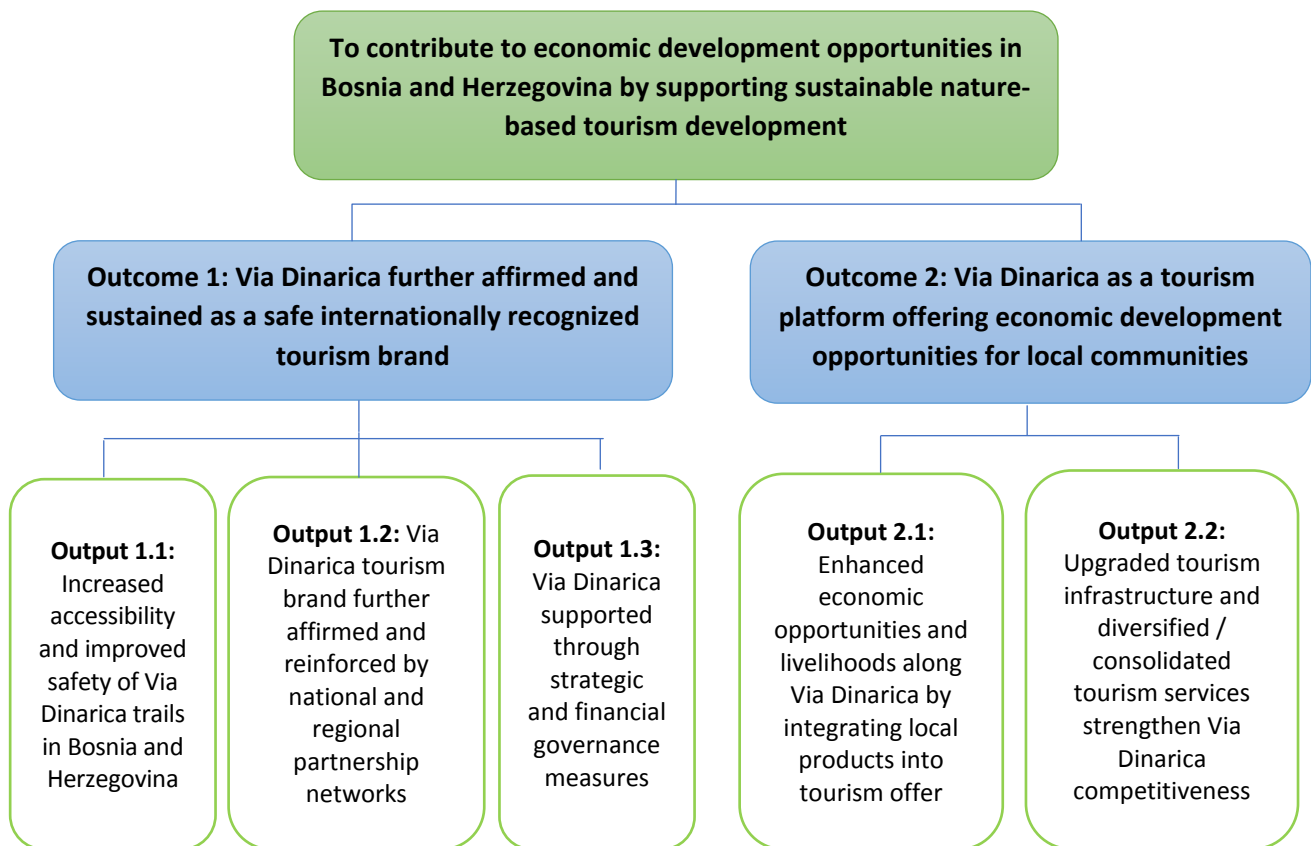 To contribute to economic development opportunities in
Bosnia and Herzegovina by supporting sustainable nature-
based tourism development
Outcome 1: Via Dinarica further affirmed and
sustained as a safe internationally recognized
tourism brand
Outcome 2: Via Dinarica as a tourism
platform offering economic development
opportunities for local communities
Output 1.1:
Increased
accessibility
and improved
safety of Via
Dinarica trails
in Bosnia and
Herzegovina
Output 1.2: Via
Dinarica tourism
brand further
affirmed and
reinforced by
national and
regional
partnership
networks
Output 1.3:
Via Dinarica
supported
through
strategic
and financial
governance
measures
Output 2.1:
Enhanced
economic
opportunities and
livelihoods along
Via Dinarica by
integrating local
products into
tourism offer
Output 2.2:
Upgraded tourism
infrastructure and
diversified /
consolidated
tourism services
strengthen Via
Dinarica
competitiveness